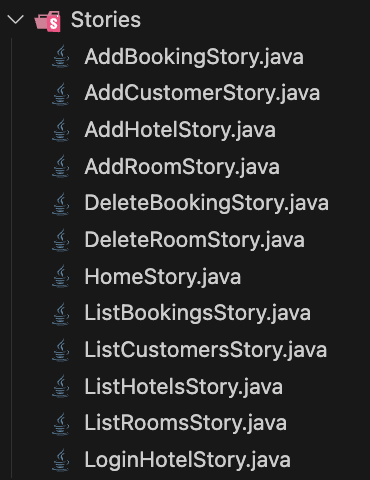 Stories
AddBookingStory.java
AddCustomerStory.java
AddHotelStory.java
AddRoomStory.java
DeleteBookingStory.java
DeleteRoomStory.java
HomeStory.java
ListBookingsStory.java
ListCustomersStory.java
ListHotelsStory.java
ListRoomsStory.java
LoginHotelStory.java